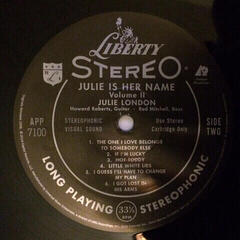 LIBERTY
STEREO
JULIE IS HER NAME
Volume II
JULIE LONDON
Howard Roberts, Guitar - Red Mitchell, Bass
APP
7100
STEREOPHONIC
VISUAL SOUND
Use Stereo
Cartridge Only
SIDE
TWO
1. THE ONE I LOVE BELONGS
TO SOMEBODY ELSE
2. IF I'M LUCKY
3. HOT TODDY
4. LITTLE WHITE LIES
5. I GUESS I'LL HAVE TO CHANGE
MY PLAN
6. I GOT LOST IN
HIS ARMS
LONG PLAYING 33⅓ RPM STEREOPHONIC